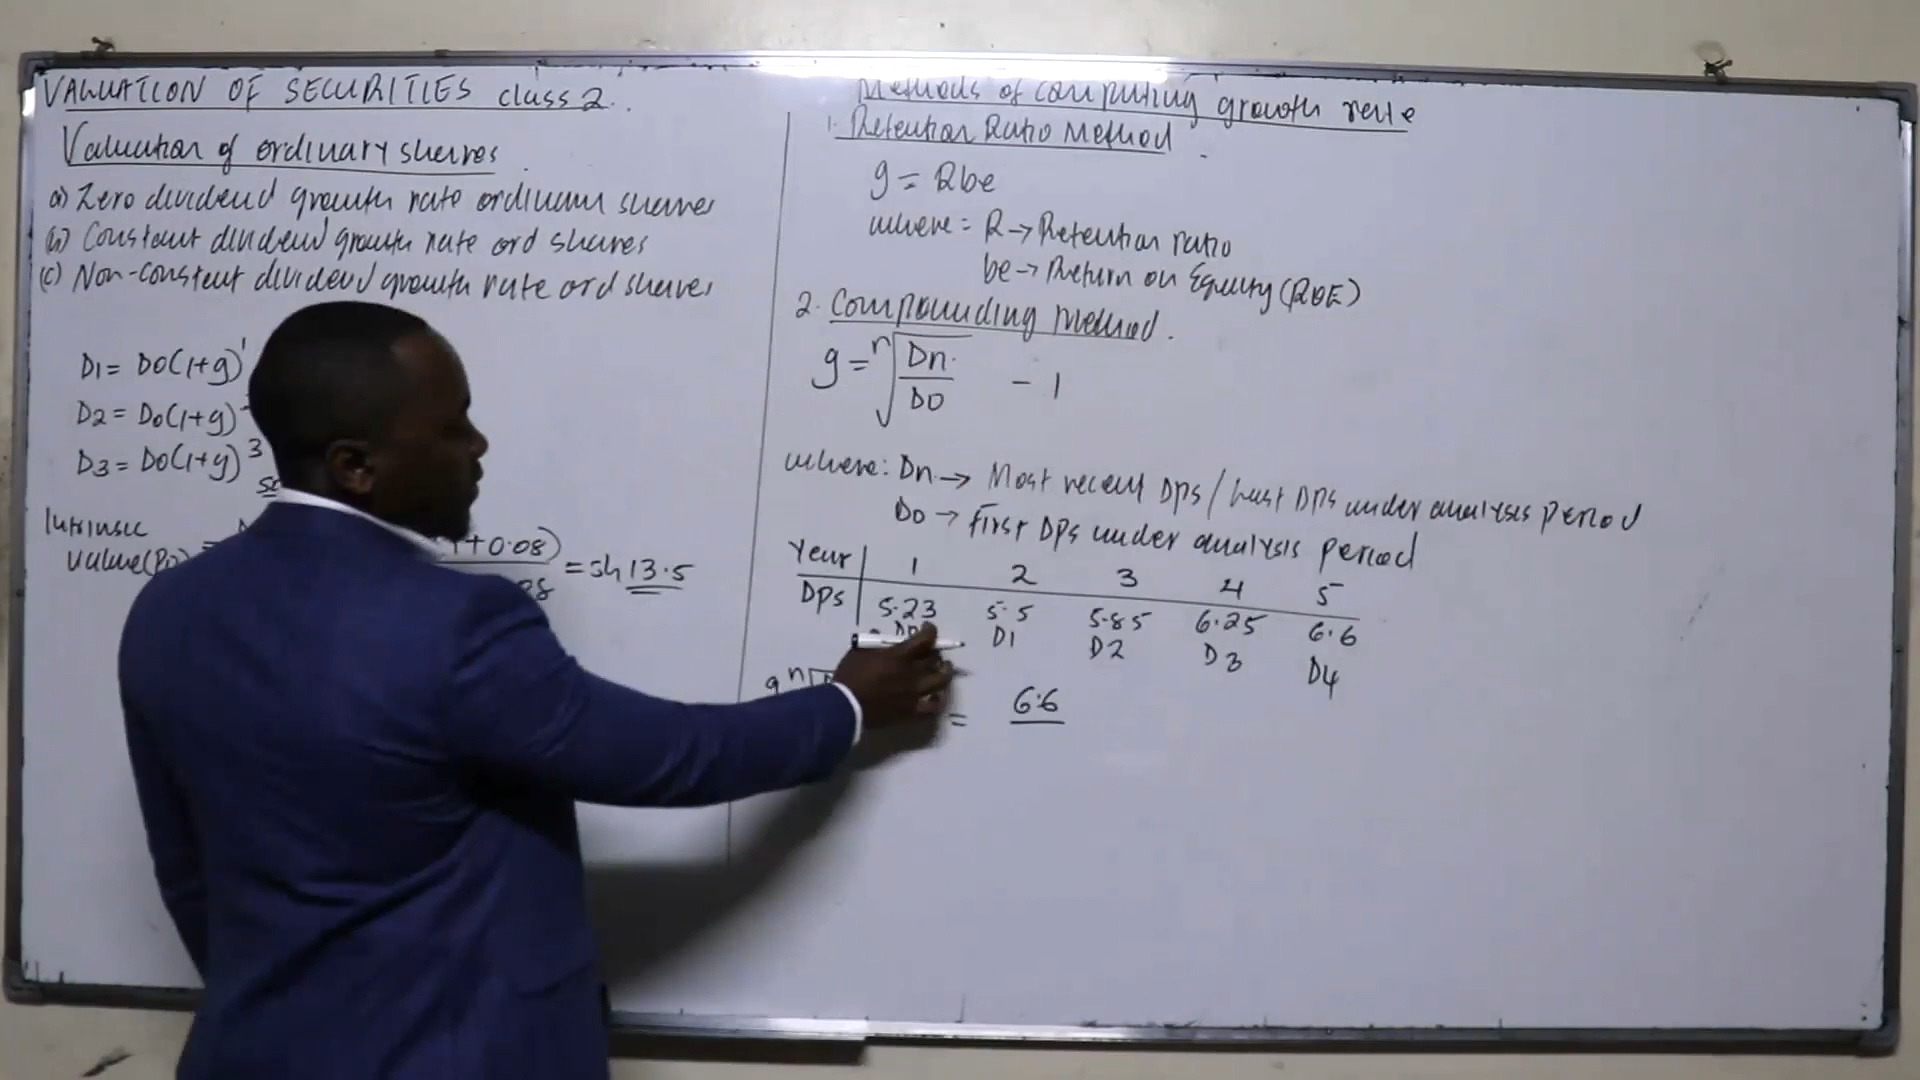 VALUATION OF SECURITIES class 2..
Valuation of ordinary shares
a) Zero dividend growth rate ordinary shares
(b) Constant dividend growth rate ord shares
(c) Non-constant dividend growth rate ord shares
D1 = D0(1+g)1
D2 = D0(1+g)
D3 = D0(1+g)3
Intrinsic
value(P0) = +0.08) = sh 13.5
Methods of computing growth rate
1. Retention Ratio Method
g = Rbe
where: R → Retention ratio
be → Return on Equity (ROE)
2. Compounding Method.
g = n√Dn/D0 - 1
where: Dn → Most recent DPs / Last DPs under analysis period
D0 → First DPs under analysis period
Year 1 2 3 4 5
DPs 5.23 5.5 5.85 6.25 6.6
D1 D2 D3 D4
g n = 6.6